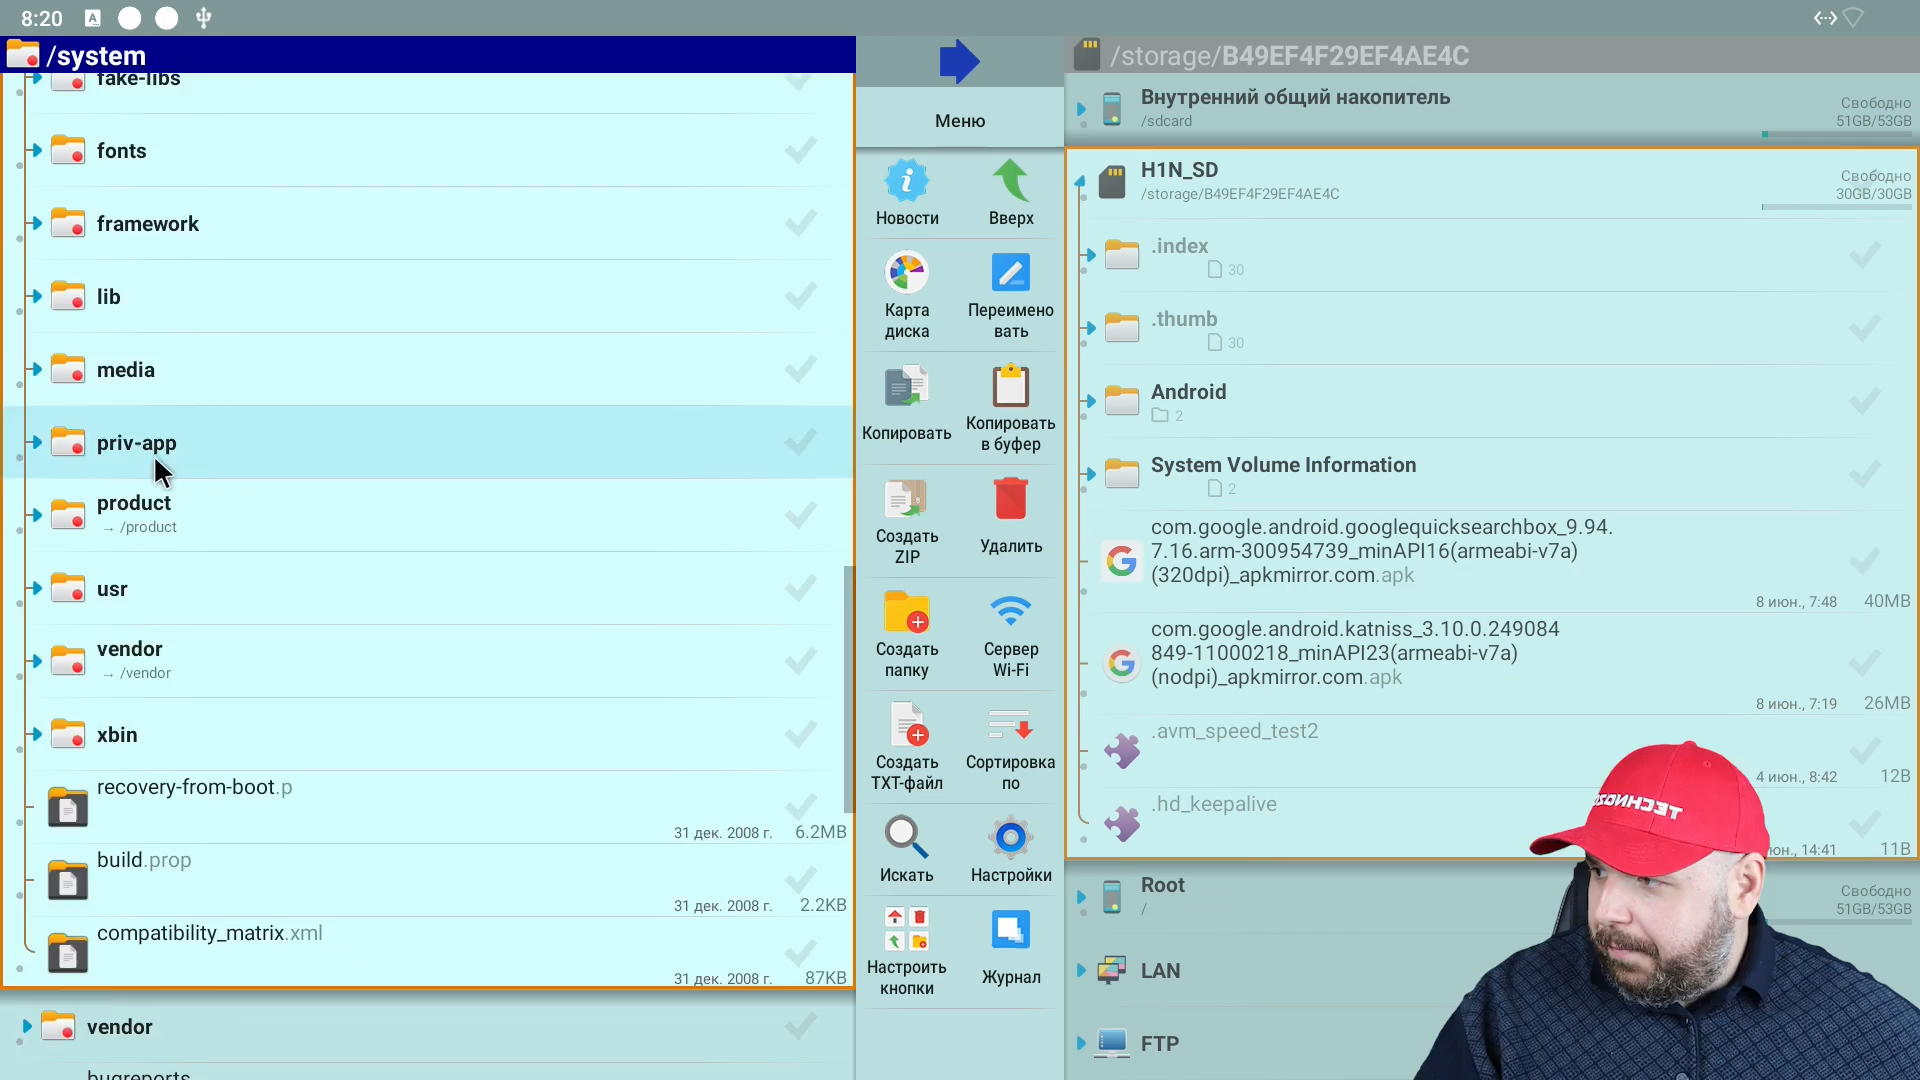 8:20
A
/system
fake-libs
fonts
framework
lib
media
priv-app
product
→ /product
usr
vendor
→ /vendor
xbin
recovery-from-boot.p
31 дек. 2008 г. 6.2MB
build.prop
31 дек. 2008 г. 2.2KB
compatibility_matrix.xml
31 дек. 2008 г. 87KB
vendor
bugreports
Меню
Новости
Вверх
Карта
диска
Переимено
вать
Копировать
Копировать
в буфер
Создать
ZIP
Удалить
Создать
папку
Сервер
Wi-Fi
Создать
TXT-файл
Сортировка
по
Искать
Настройки
Настроить
кнопки
Журнал
/storage/B49EF4F29EF4AE4C
Внутренний общий накопитель
/sdcard
Свободно
51GB/53GB
H1N_SD
/storage/B49EF4F29EF4AE4C
Свободно
30GB/30GB
.index
30
.thumb
30
Android
2
System Volume Information
2
com.google.android.googlequicksearchbox_9.94.
7.16.arm-300954739_minAPI16(armeabi-v7a)
(320dpi)_apkmirror.com.apk
8 июн., 7:48 40MB
com.google.android.katniss_3.10.0.249084
849-11000218_minAPI23(armeabi-v7a)
(nodpi)_apkmirror.com.apk
8 июн., 7:19 26MB
.avm_speed_test2
4 июн., 8:42 12B
.hd_keepalive
14:41 11B
Root
/
Свободно
51GB/53GB
LAN
FTP